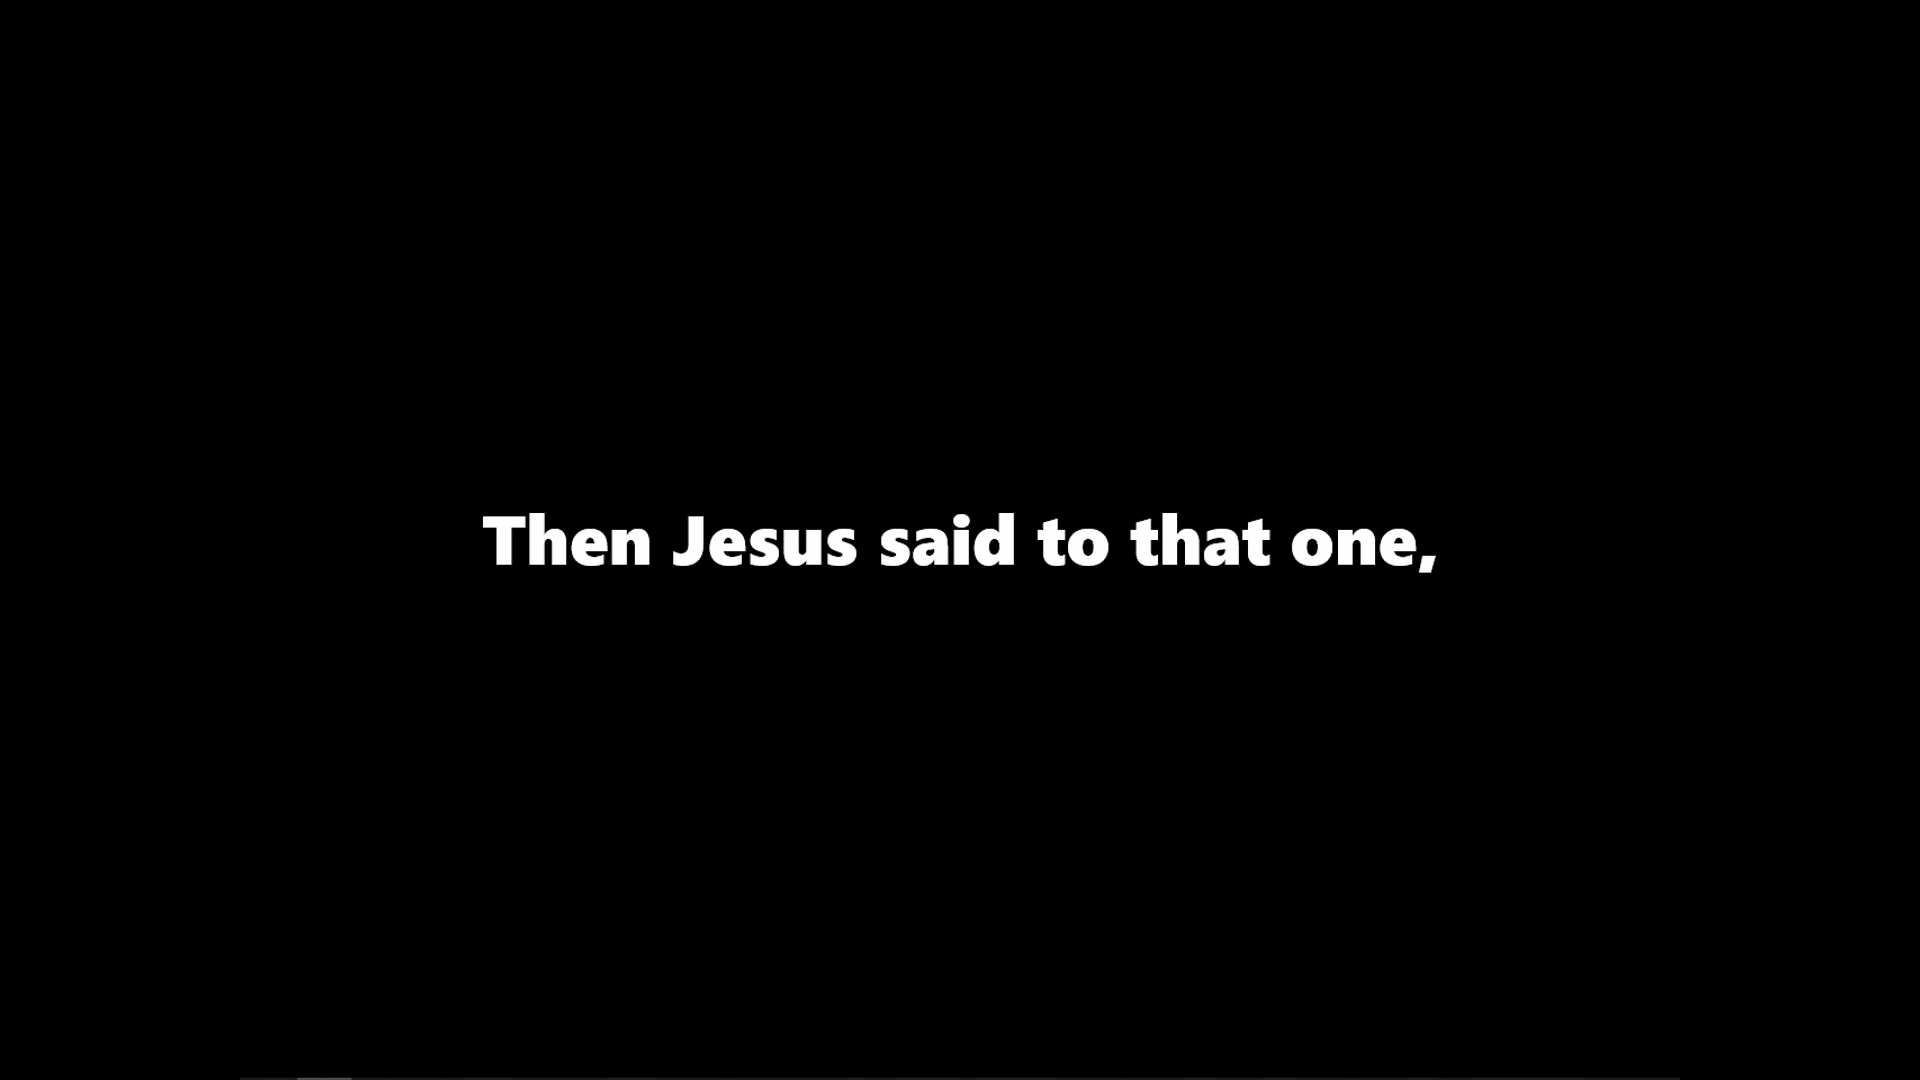 Then Jesus said to that one,